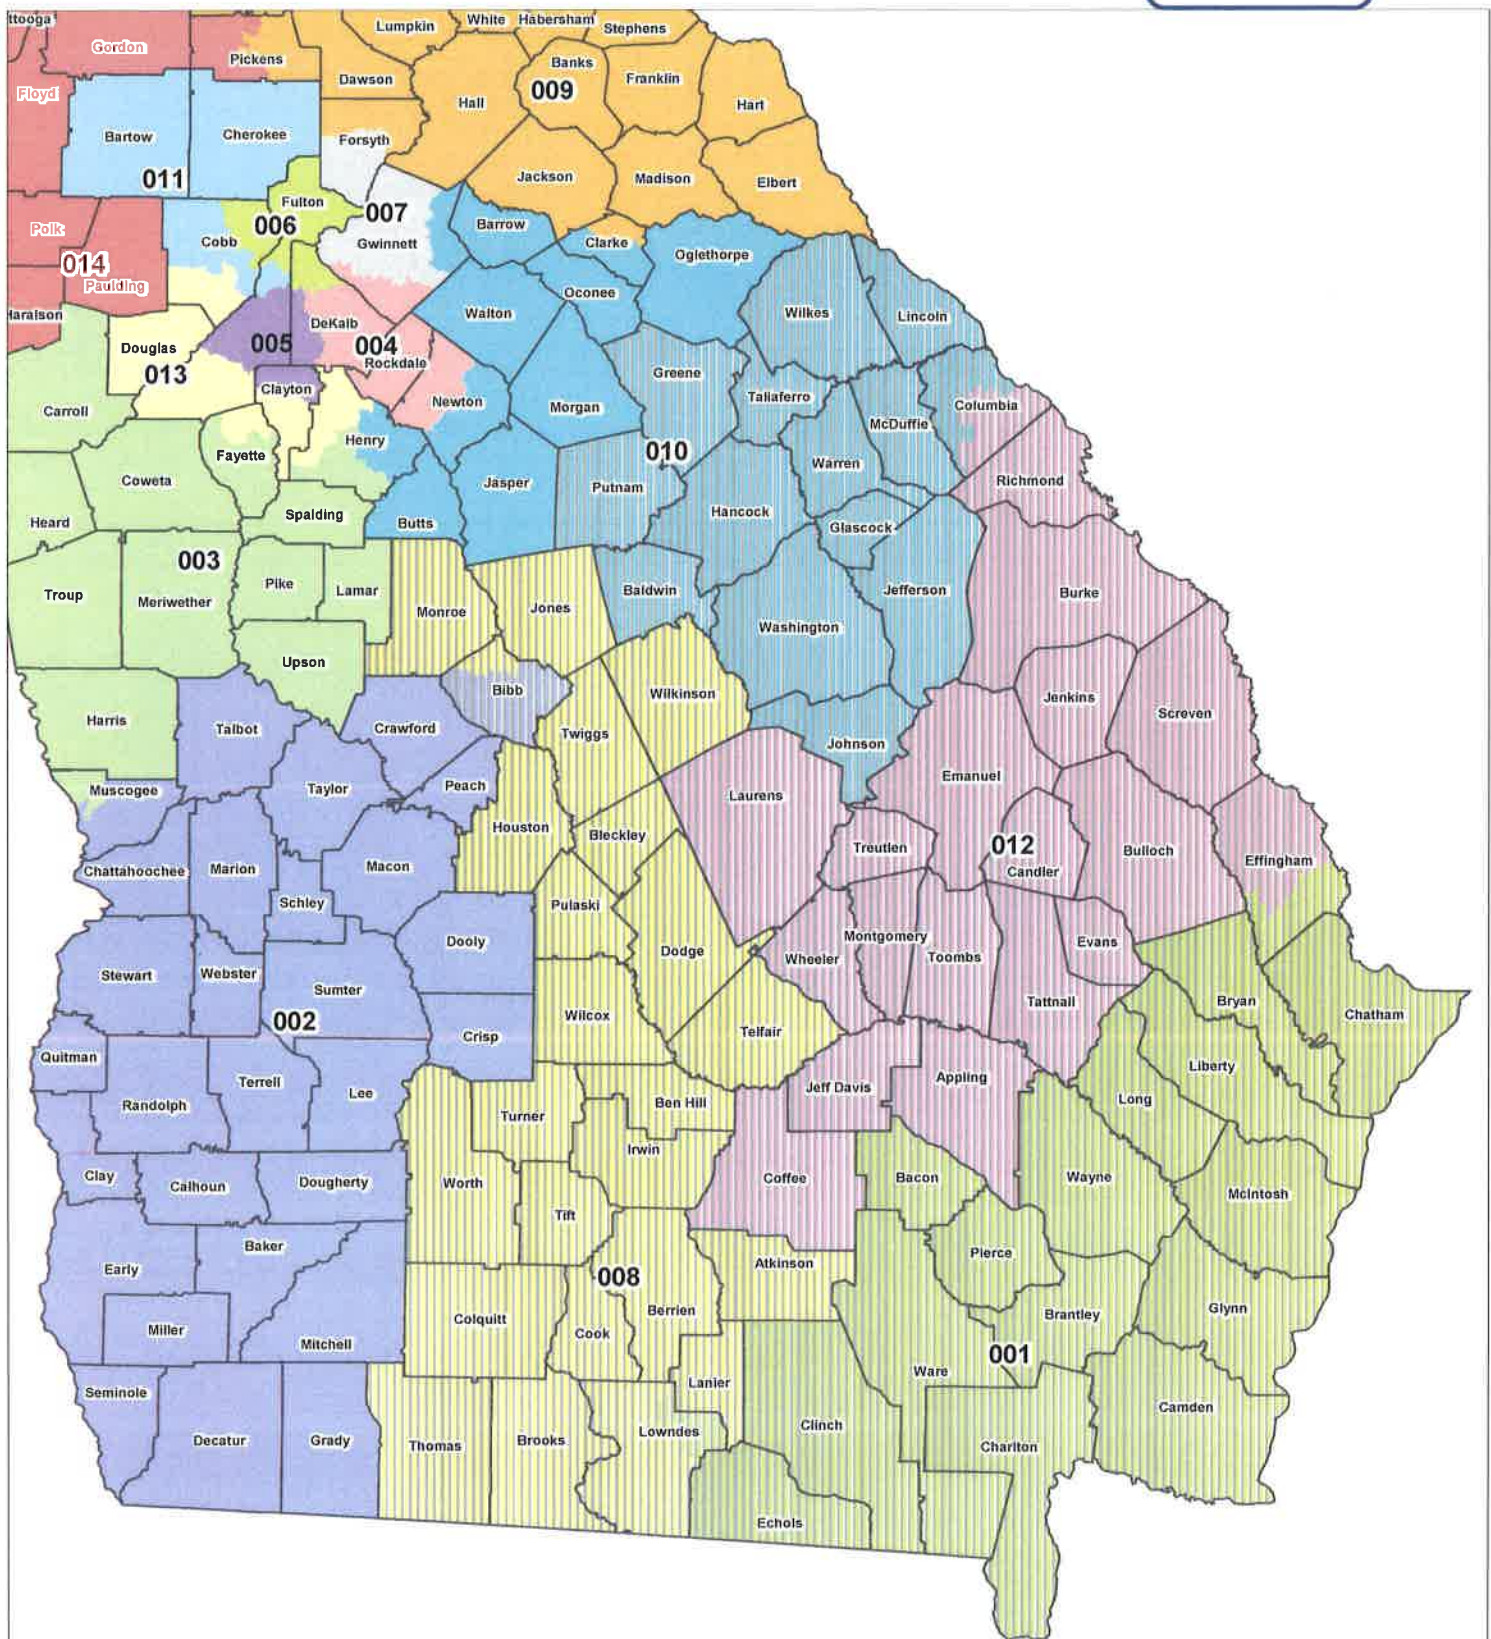 ttooga
Gordon
Pickens
Lumpkin
White
Habersham
Stephens
Floyd
Dawson
Hall
Banks
009
Franklin
Hart
Bartow
Cherokee
011
Forsyth
Jackson
Madison
Elbert
Polk
014
Paulding
Haralson
Cobb
Fulton
006
007
Gwinnett
Barrow
Clarke
Oglethorpe
Oconee
Walton
Wilkes
Lincoln
Douglas
013
005
DeKalb
004
Rockdale
Clayton
Newton
Morgan
Greene
Taliaferro
McDuffie
Columbia
Carroll
Fayette
Henry
010
Warren
Richmond
Coweta
Heard
Spalding
Butts
Jasper
Putnam
Hancock
Glascock
003
Troup
Meriwether
Pike
Lamar
Monroe
Jones
Baldwin
Washington
Jefferson
Burke
Upson
Bibb
Wilkinson
Jenkins
Screven
Harris
Talbot
Crawford
Twiggs
Johnson
Muscogee
Taylor
Peach
Houston
Bleckley
Laurens
Emanuel
Treutlen
012
Candler
Bulloch
Effingham
Chattahoochee
Marion
Macon
Schley
Pulaski
Dooly
Dodge
Wheeler
Montgomery
Toombs
Evans
Tattnall
Stewart
Webster
Sumter
002
Crisp
Wilcox
Telfair
Bryan
Chatham
Quitman
Randolph
Terrell
Lee
Turner
Ben Hill
Irwin
Jeff Davis
Appling
Long
Liberty
Clay
Calhoun
Dougherty
Worth
Tift
Coffee
Bacon
Wayne
McIntosh
Early
Baker
Miller
Mitchell
Colquitt
008
Cook
Berrien
Atkinson
Pierce
Brantley
Glynn
Seminole
Decatur
Grady
Thomas
Brooks
Lanier
Lowndes
Clinch
Echols
Ware
001
Charlton
Camden